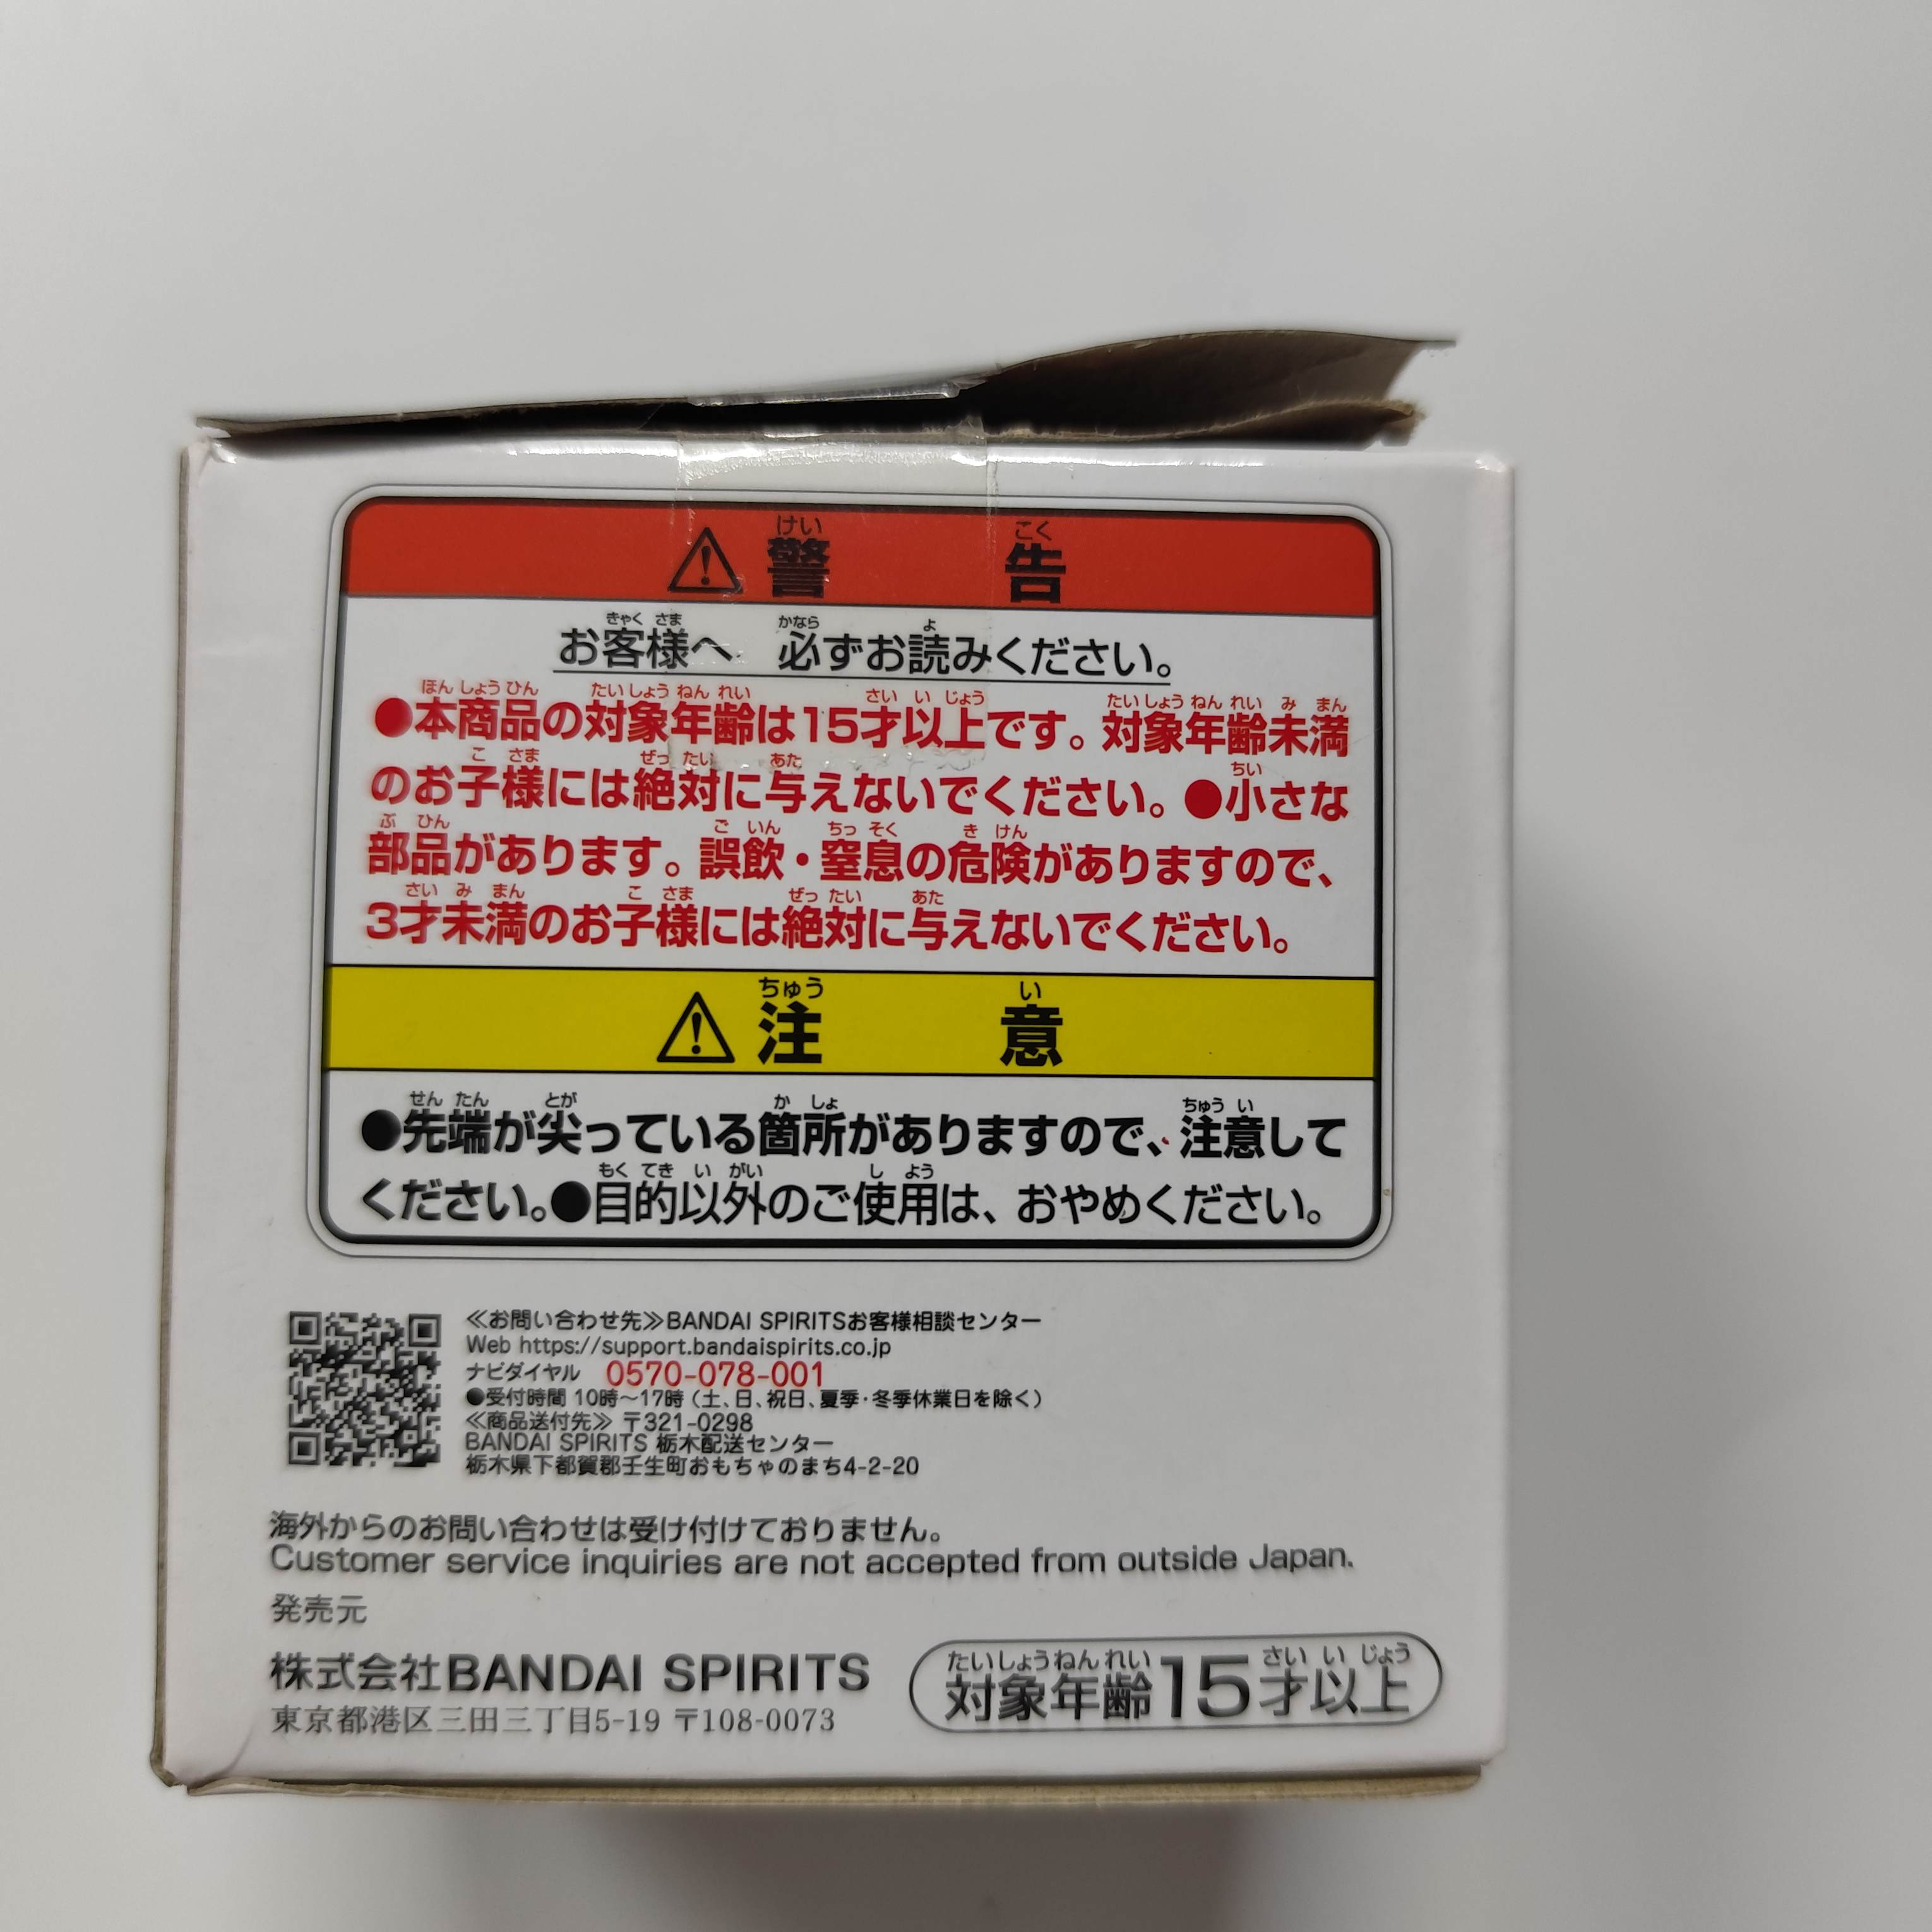 ⚠警告
お客様へ 必ずお読みください。
●本商品の対象年齢は15才以上です。対象年齢未満
のお子様には絶対に与えないでください。●小さな
部品があります。誤飲・窒息の危険がありますので、
3才未満のお子様には絶対に与えないでください。
⚠注意
●先端が尖っている箇所がありますので、注意して
ください。●目的以外のご使用は、おやめください。
≪お問い合わせ先≫BANDAI SPIRITSお客様相談センター
Web https://support.bandaispirits.co.jp
ナビダイヤル 0570-078-001
●受付時間 10時〜17時(土、日、祝日、夏季・冬季休業日を除く)
≪商品送付先≫ 〒321-0298
BANDAI SPIRITS 栃木配送センター
栃木県下都賀郡壬生町おもちゃのまち4-2-20
海外からのお問い合わせは受け付けておりません。
Customer service inquiries are not accepted from outside Japan.
発売元
株式会社BANDAI SPIRITS
東京都港区三田三丁目5-19 〒108-0073
対象年齢15才以上